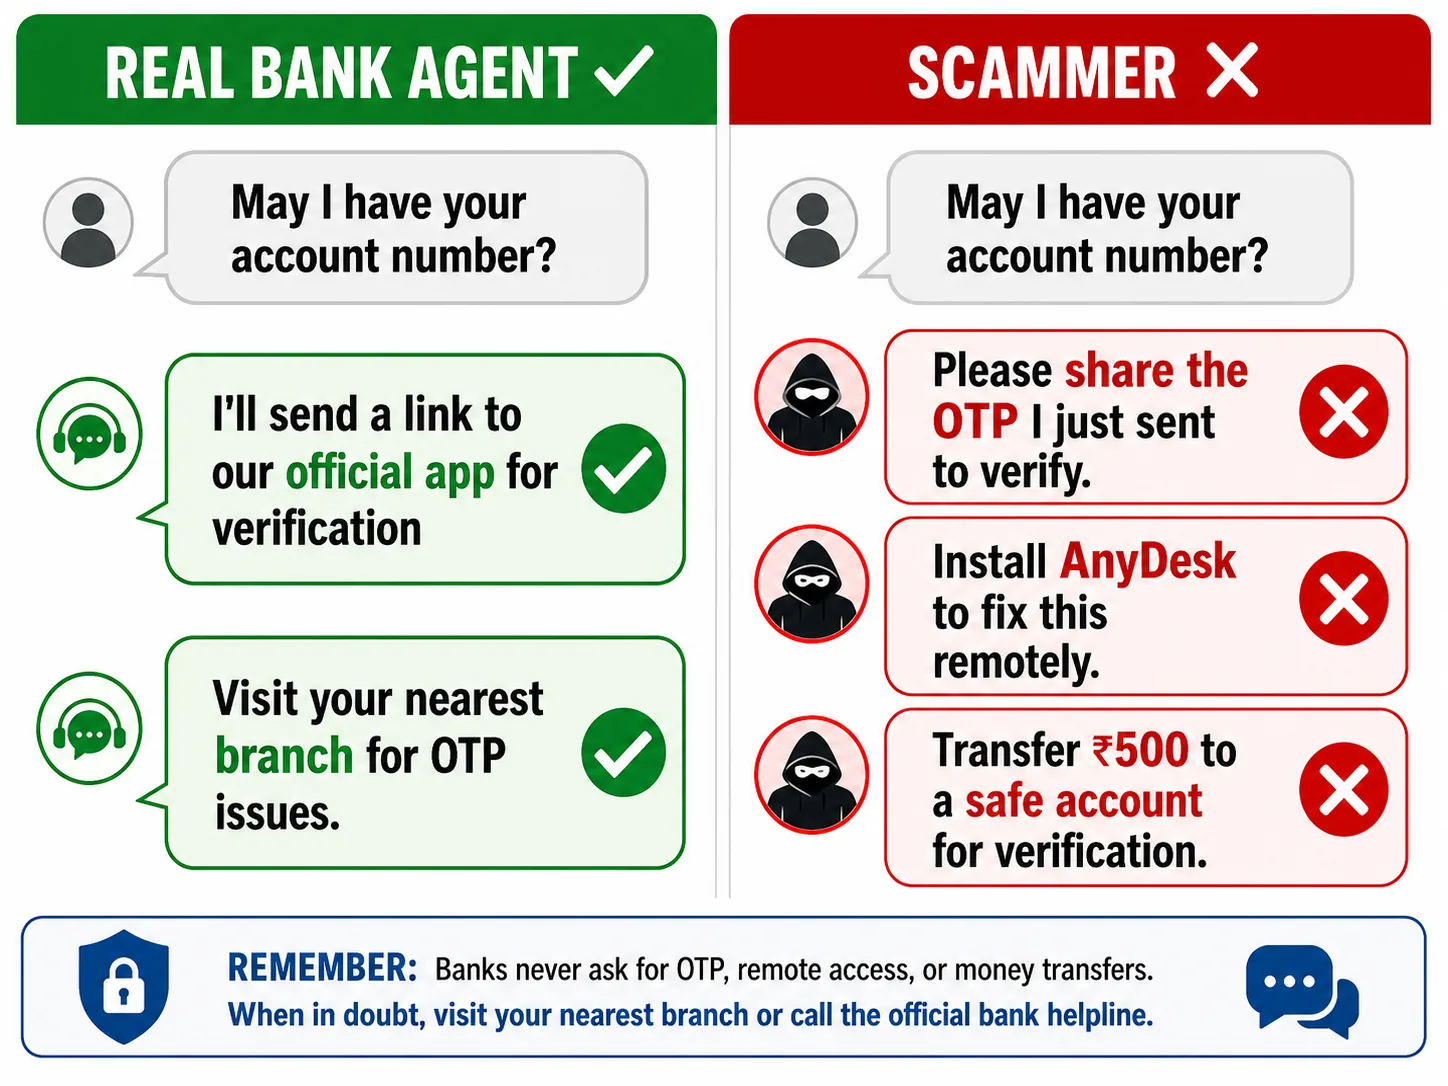 REAL BANK AGENT
May I have your
account number?
I'll send a link to
our official app for
verification
Visit your nearest
branch for OTP
issues.
SCAMMER
May I have your
account number?
Please share the
OTP I just sent
to verify.
Install AnyDesk
to fix this
remotely.
Transfer ₹500 to
a safe account
for verification.
REMEMBER: Banks never ask for OTP, remote access, or money transfers.
When in doubt, visit your nearest branch or call the official bank helpline.